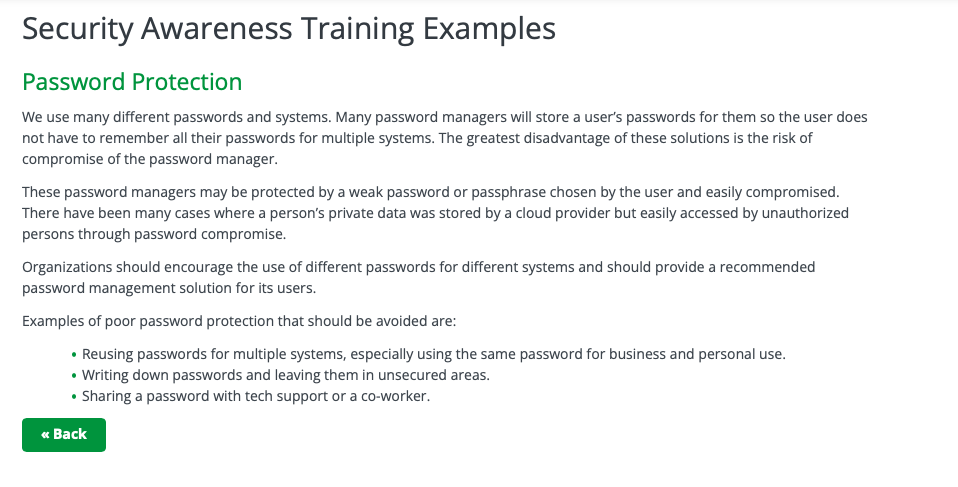 Security Awareness Training Examples
Password Protection
We use many different passwords and systems. Many password managers will store a user’s passwords for them so the user does
not have to remember all their passwords for multiple systems. The greatest disadvantage of these solutions is the risk of
compromise of the password manager.
These password managers may be protected by a weak password or passphrase chosen by the user and easily compromised.
There have been many cases where a person’s private data was stored by a cloud provider but easily accessed by unauthorized
persons through password compromise.
Organizations should encourage the use of different passwords for different systems and should provide a recommended
password management solution for its users.
Examples of poor password protection that should be avoided are:
• Reusing passwords for multiple systems, especially using the same password for business and personal use.
• Writing down passwords and leaving them in unsecured areas.
• Sharing a password with tech support or a co-worker.
« Back